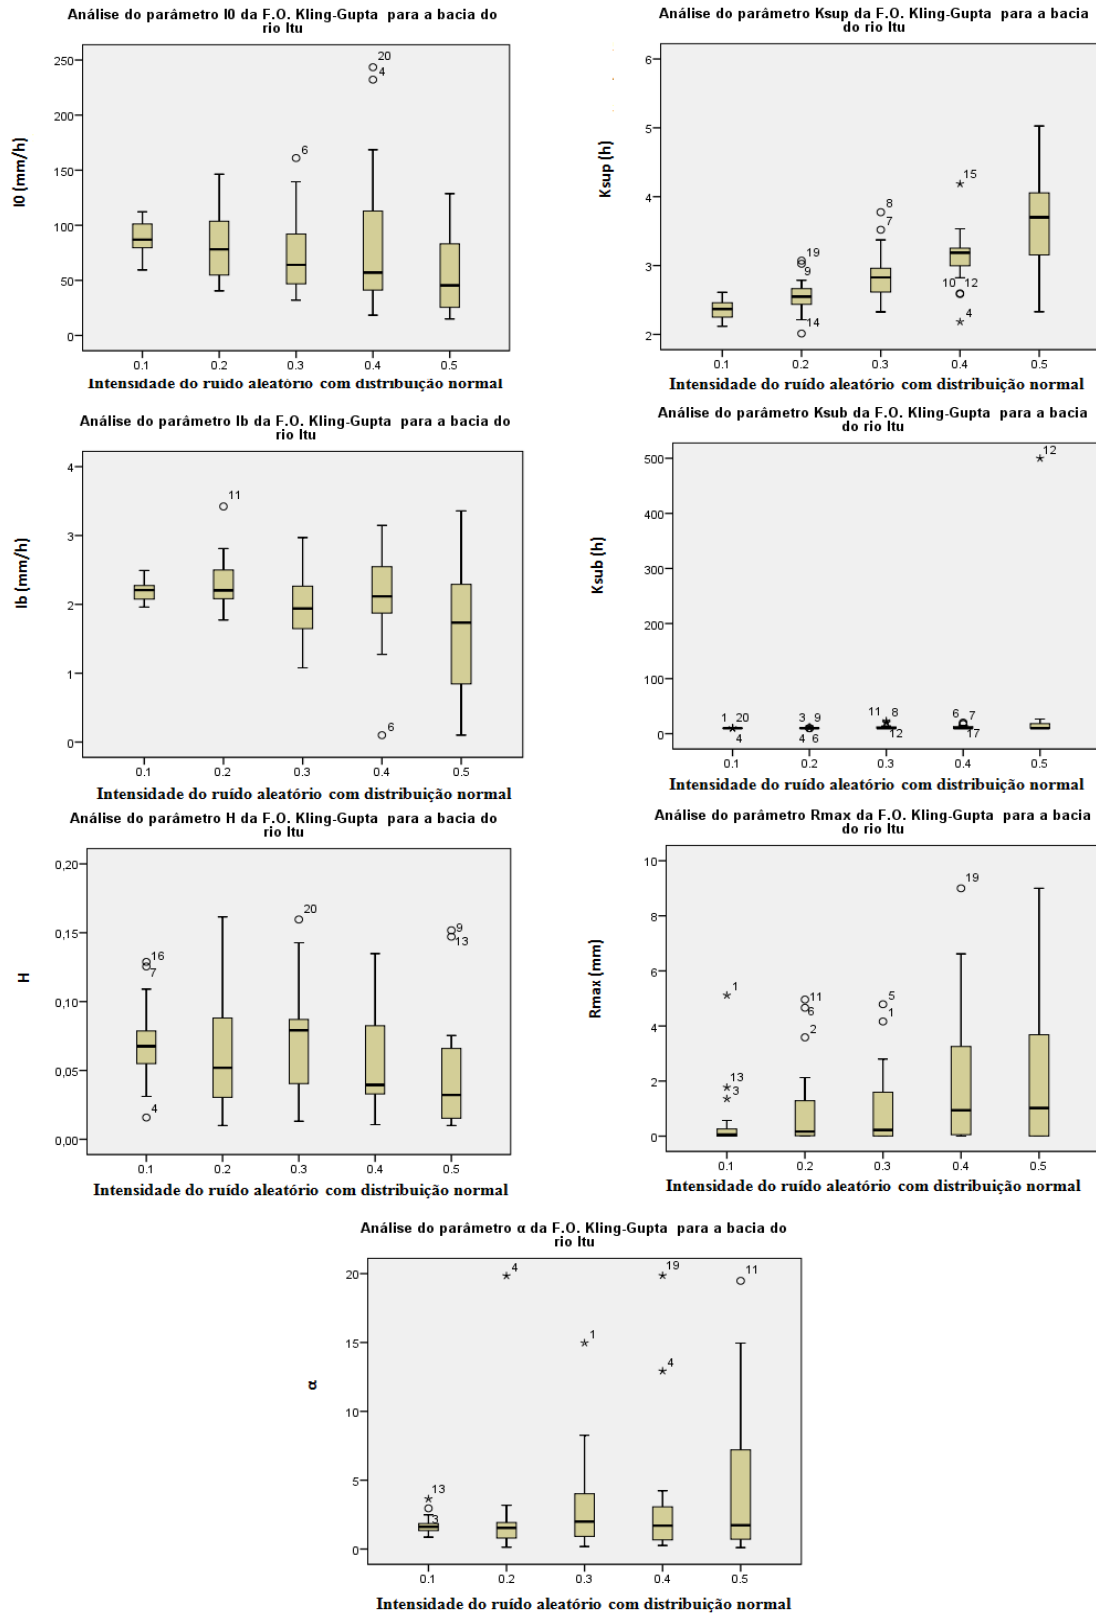 Análise do parâmetro I0 da F.O. Kling-Gupta para a bacia do
rio Itu
I0 (mm/h)
250
200
150
100
50
0
20
4
6
0.1 0.2 0.3 0.4 0.5
Intensidade do ruído aleatório com distribuição normal
Análise do parâmetro Ksup da F.O. Kling-Gupta para a bacia
do rio Itu
Ksup (h)
6
5
4
3
2
19
9
14
8
7
15
10 12
4
0.1 0.2 0.3 0.4 0.5
Intensidade do ruído aleatório com distribuição normal
Análise do parâmetro Ib da F.O. Kling-Gupta para a bacia do
rio Itu
Ib (mm/h)
4
3
2
1
0
11
6
0.1 0.2 0.3 0.4 0.5
Intensidade do ruído aleatório com distribuição normal
Análise do parâmetro Ksub da F.O. Kling-Gupta para a bacia
do rio Itu
Ksub (h)
500
400
300
200
100
0
12
1 20
4
3 9
4 6
11 8
12
6 7
17
0.1 0.2 0.3 0.4 0.5
Intensidade do ruído aleatório com distribuição normal
Análise do parâmetro H da F.O. Kling-Gupta para a bacia do
rio Itu
H
0,20
0,15
0,10
0,05
0,00
16
7
4
20
9
13
0.1 0.2 0.3 0.4 0.5
Intensidade do ruído aleatório com distribuição normal
Análise do parâmetro Rmax da F.O. Kling-Gupta para a bacia
do rio Itu
Rmax (mm)
10
8
6
4
2
0
1
13
3
11
6
2
5
1
19
0.1 0.2 0.3 0.4 0.5
Intensidade do ruído aleatório com distribuição normal
Análise do parâmetro α da F.O. Kling-Gupta para a bacia do
rio Itu
α
20
15
10
5
0
13
3
4
1
19
4
11
0.1 0.2 0.3 0.4 0.5
Intensidade do ruído aleatório com distribuição normal